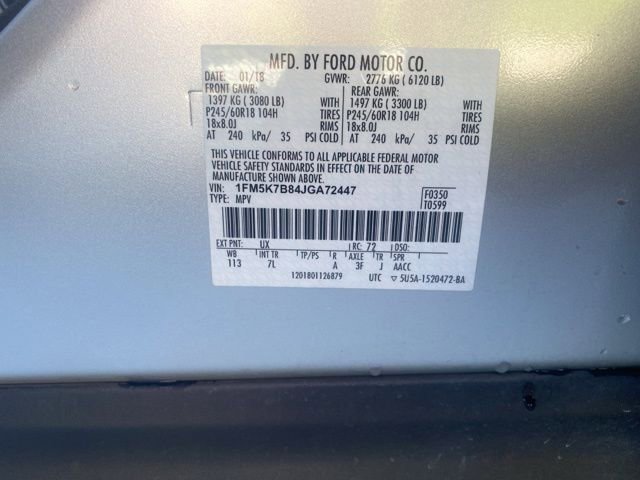 MFD. BY FORD MOTOR CO.
DATE: 01/18 GVWR: 2776 KG ( 6120 LB)
FRONT GAWR: REAR GAWR:
1397 KG ( 3080 LB) WITH 1497 KG ( 3300 LB) WITH
P245/60R18 104H TIRES P245/60R18 104H TIRES
18x8.0J RIMS 18x8.0J RIMS
AT 240 kPa/ 35 PSI COLD AT 240 kPa/ 35 PSI COLD
THIS VEHICLE CONFORMS TO ALL APPLICABLE FEDERAL MOTOR
VEHICLE SAFETY STANDARDS IN EFFECT ON THE DATE OF
MANUFACTURE SHOWN ABOVE.
VIN: 1FM5K7B84JGA72447 F0350
TYPE: MPV T0599
EXT PNT: UX RC: 72 DSO:
WB INT TR TP/PS R AXLE TR SPR
113 7L A 3F J AACC
1201801126879 UTC ▽ 5U5A-1520472-BA